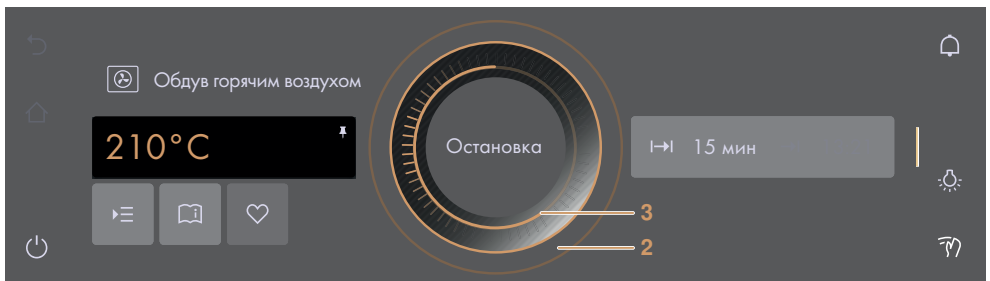 Обдув горячим воздухом
210°C
Остановка
15 мин
3
2